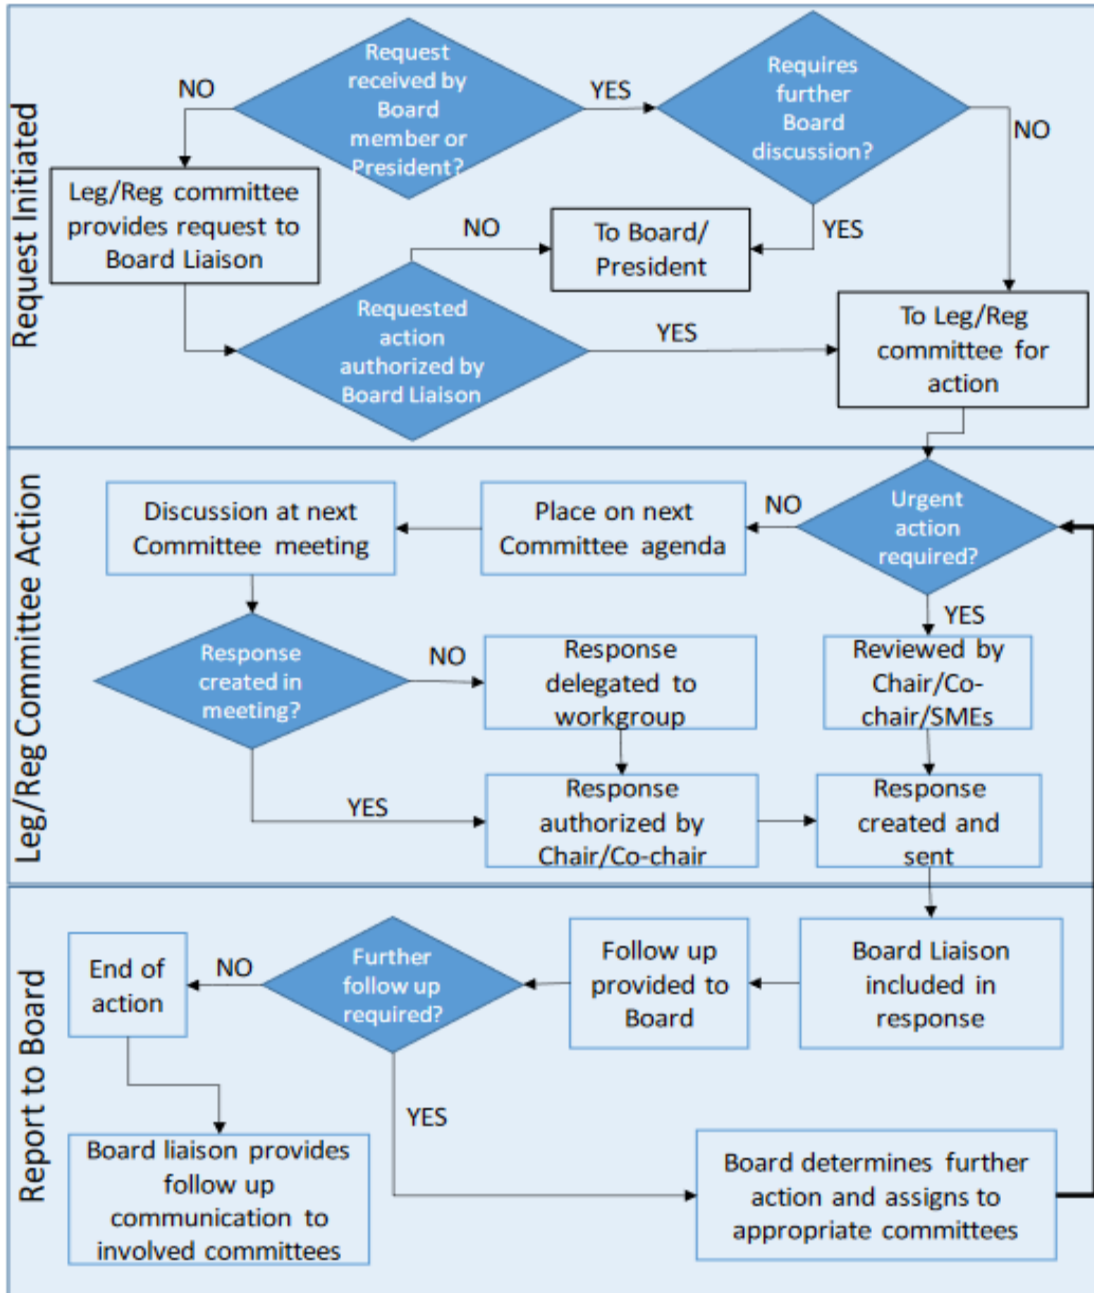 Request Initiated
Request
received by
Board
member or
President?
NO
YES
Requires
further
Board
discussion?
NO
YES
Leg/Reg committee
provides request to
Board Liaison
NO
To Board/
President
Requested
action
authorized by
Board Liaison
YES
To Leg/Reg
committee for
action
Leg/Reg Committee Action
Urgent
action
required?
NO
Place on next
Committee agenda
Discussion at next
Committee meeting
YES
Response
created in
meeting?
NO
Response
delegated to
workgroup
Reviewed by
Chair/Co-
chair/SMEs
YES
Response
authorized by
Chair/Co-chair
Response
created and
sent
Report to Board
Board Liaison
included in
response
Follow up
provided to
Board
Further
follow up
required?
NO
End of
action
YES
Board liaison provides
follow up
communication to
involved committees
Board determines further
action and assigns to
appropriate committees